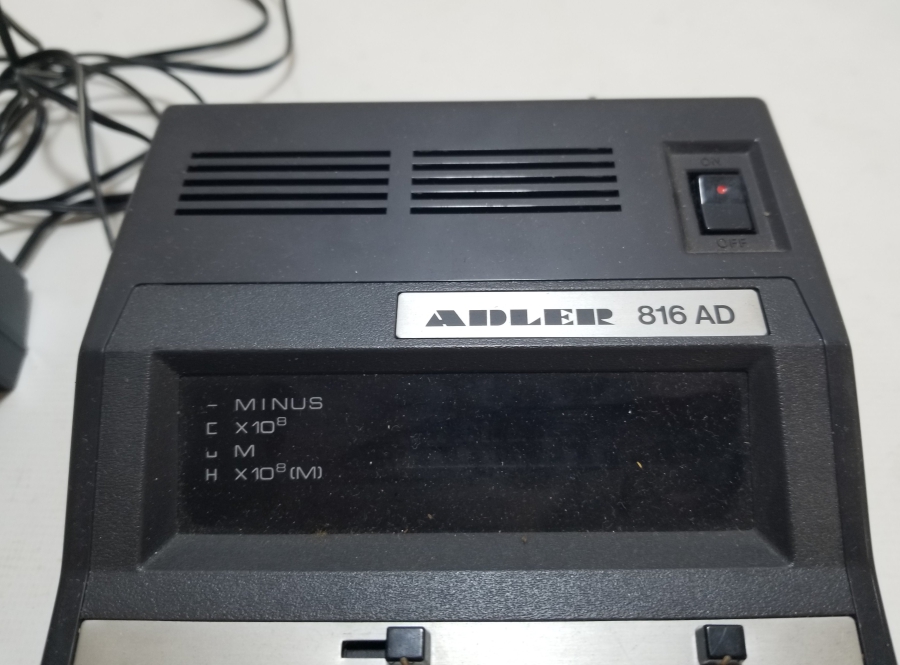 ON
OFF
ADLER 816 AD
- MINUS
C X10⁸
u M
H X10⁸ (M)